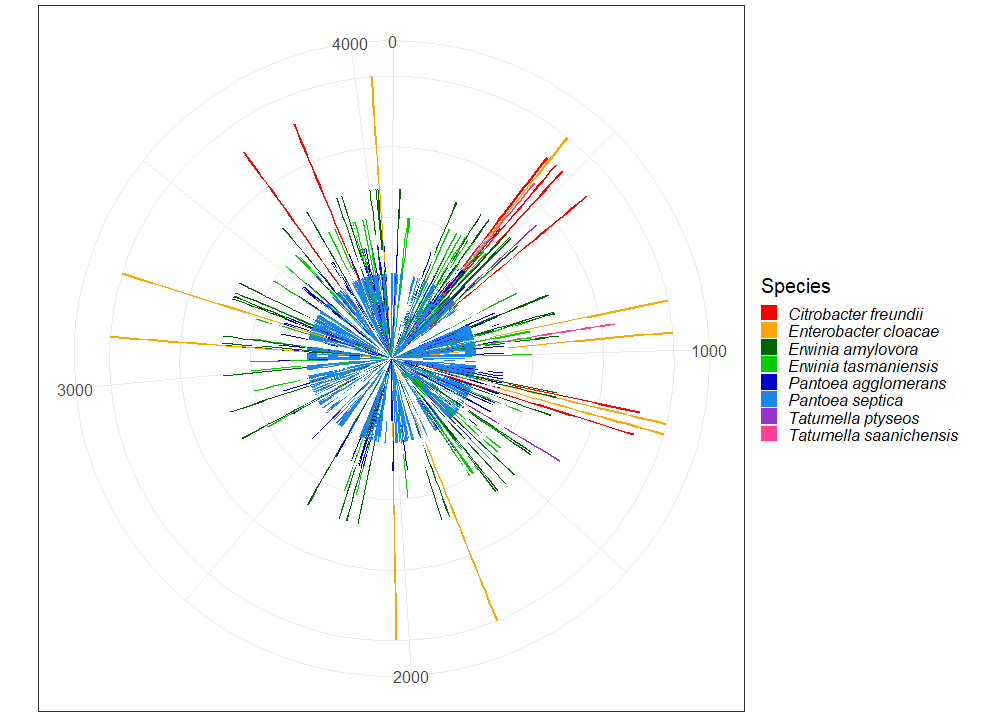 4000
0
1000
3000
2000
Species
Citrobacter freundii
Enterobacter cloacae
Erwinia amylovora
Erwinia tasmaniensis
Pantoea agglomerans
Pantoea septica
Tatumella ptyseos
Tatumella saanichensis